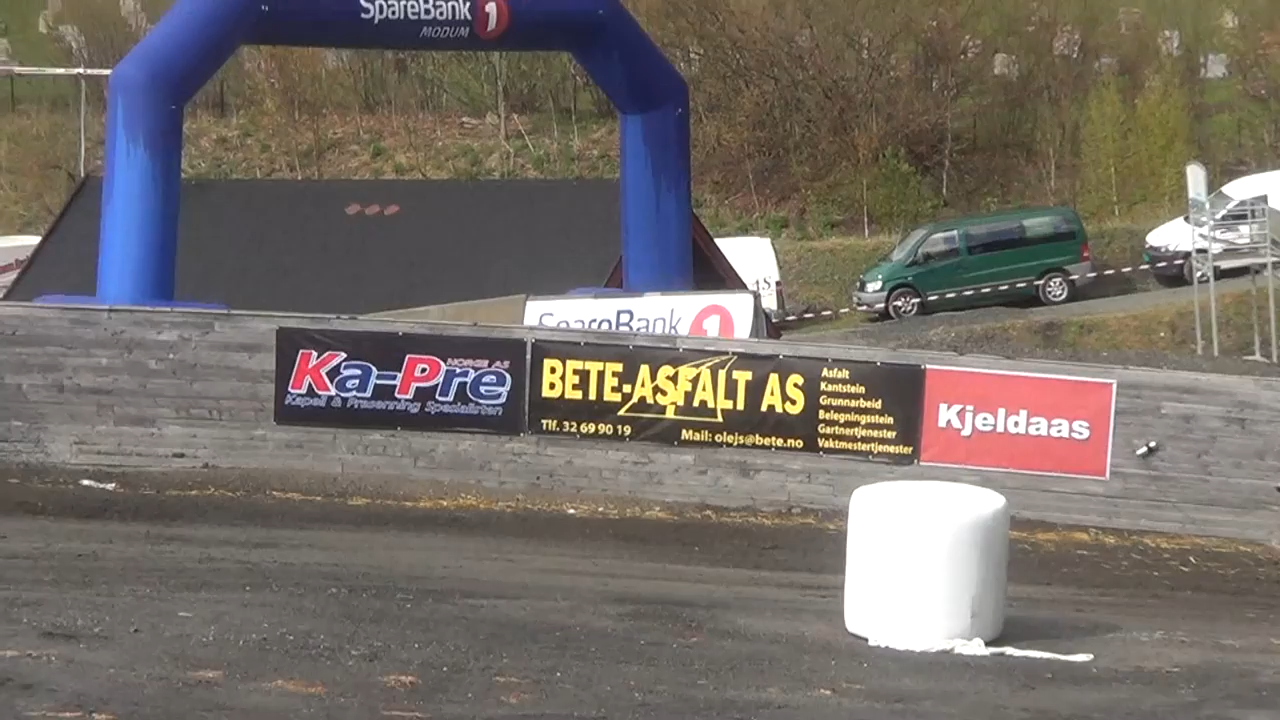 SpareBank 1
MODUM
SpareBank 1
Ka-Pre
NORGE AS
Kapell & Presenning Spesialisten
BETE-ASFALT AS
Tlf. 32 69 90 19
Mail: olejs@bete.no
Asfalt
Kantstein
Grunnarbeid
Belegningsstein
Gartnertjenester
Vaktmestertjenester
Kjeldaas